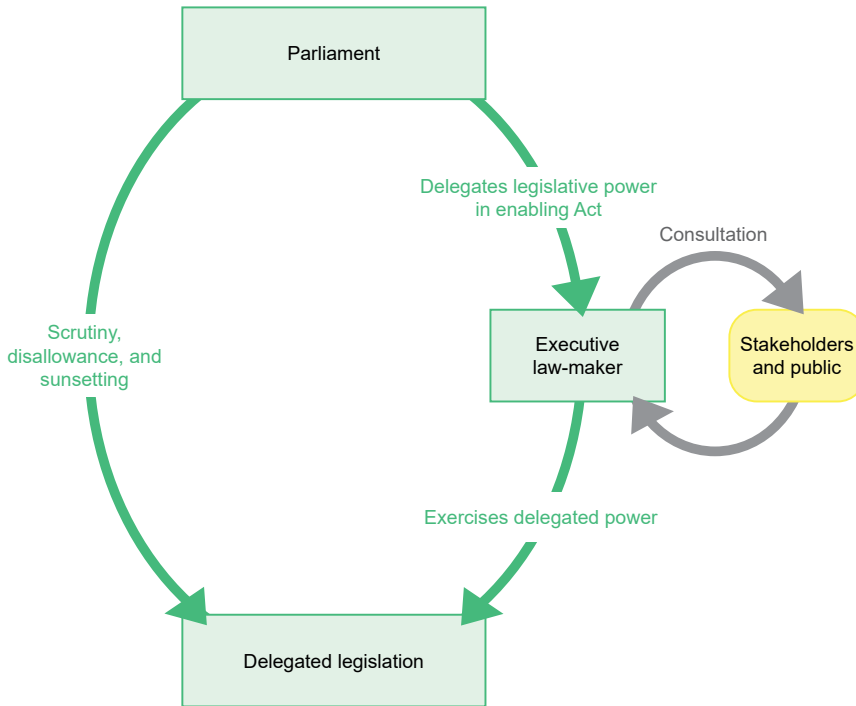 Parliament
Delegates legislative power
in enabling Act
Consultation
Scrutiny,
disallowance, and
sunsetting
Executive
law-maker
Stakeholders
and public
Exercises delegated power
Delegated legislation